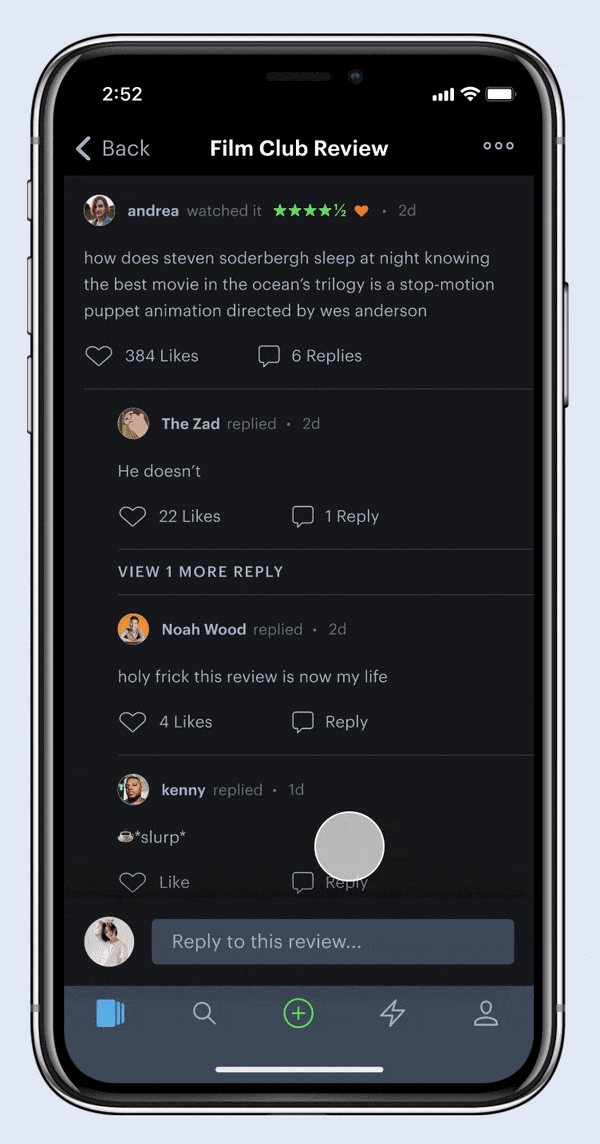 2:52
Back Film Club Review
andrea watched it ★★★★½ • 2d
how does steven soderbergh sleep at night knowing
the best movie in the ocean’s trilogy is a stop-motion
puppet animation directed by wes anderson
384 Likes 6 Replies
The Zad replied • 2d
He doesn’t
22 Likes 1 Reply
VIEW 1 MORE REPLY
Noah Wood replied • 2d
holy frick this review is now my life
4 Likes Reply
kenny replied • 1d
☕*slurp*
Like Reply
Reply to this review...